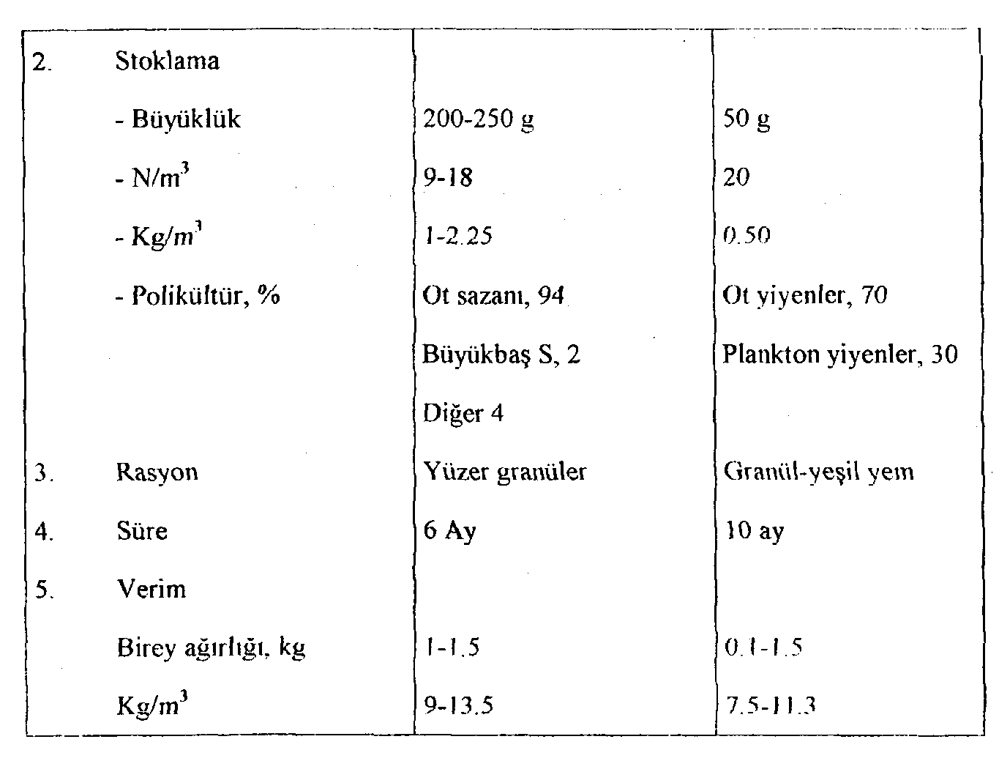 2. Stoklama
- Büyüklük 200-250 g 50 g
- N/m³ 9-18 20
- Kg/m³ 1-2.25 0.50
- Polikültür, % Ot sazanı, 94 Ot yiyenler, 70
Büyükbaş S, 2 Plankton yiyenler, 30
Diğer 4
3. Rasyon Yüzer granüler Granül-yeşil yem
4. Süre 6 Ay 10 ay
5. Verim
Birey ağırlığı, kg 1-1.5 0.1-1.5
Kg/m³ 9-13.5 7.5-11.3